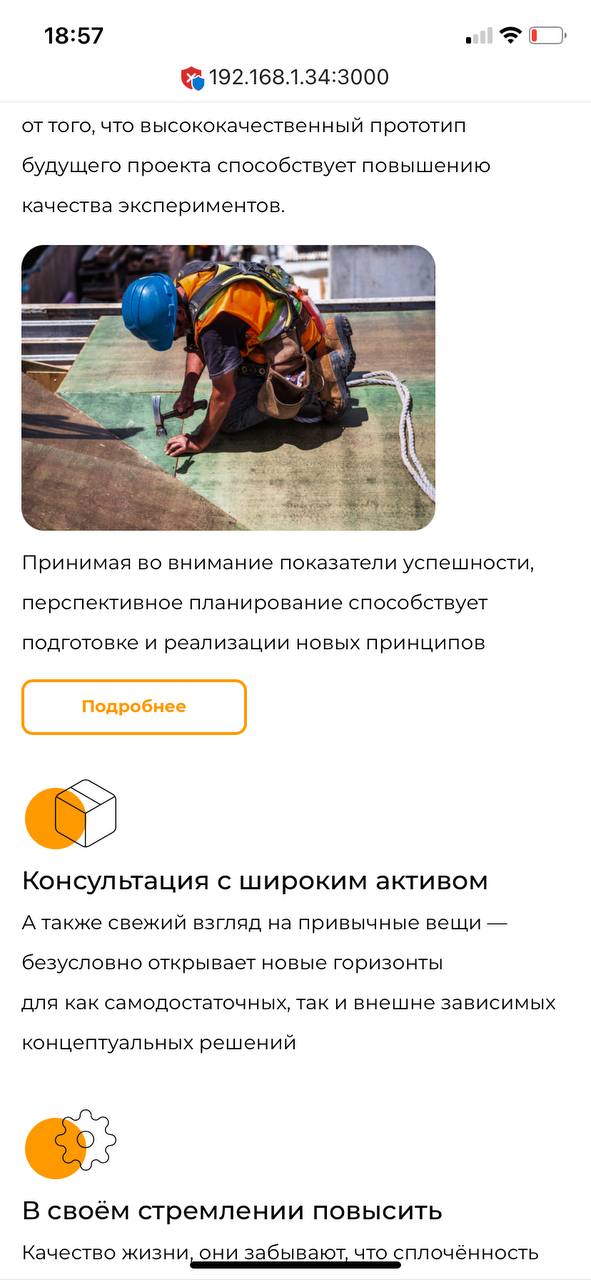 18:57
192.168.1.34:3000
от того, что высококачественный прототип
будущего проекта способствует повышению
качества экспериментов.
Принимая во внимание показатели успешности,
перспективное планирование способствует
подготовке и реализации новых принципов
Подробнее
Консультация с широким активом
А также свежий взгляд на привычные вещи —
безусловно открывает новые горизонты
для как самодостаточных, так и внешне зависимых
концептуальных решений
В своём стремлении повысить
Качество жизни, они забывают, что сплочённость